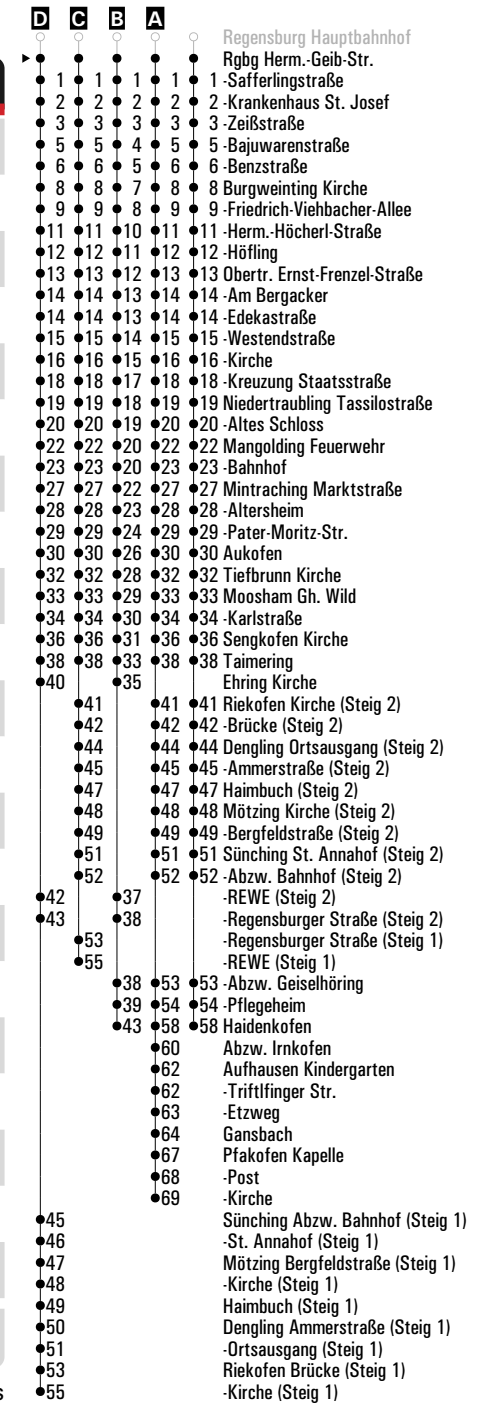 D C B A
Regensburg Hauptbahnhof
Rgbg Herm.-Geib-Str.
1 1 1 1 1 -Safferlingstraße
2 2 2 2 2 -Krankenhaus St. Josef
3 3 3 3 3 -Zeißstraße
5 5 4 5 5 -Bajuwarenstraße
6 6 5 6 6 -Benzstraße
8 8 7 8 8 Burgweinting Kirche
9 9 8 9 9 -Friedrich-Viehbacher-Allee
11 11 10 11 11 -Herm.-Höcherl-Straße
12 12 11 12 12 -Höfling
13 13 12 13 13 Obertr. Ernst-Frenzel-Straße
14 14 13 14 14 -Am Bergacker
14 14 13 14 14 -Edekastraße
15 15 14 15 15 -Westendstraße
16 16 15 16 16 -Kirche
18 18 17 18 18 -Kreuzung Staatsstraße
19 19 18 19 19 Niedertraubling Tassilostraße
20 20 19 20 20 -Altes Schloss
22 22 20 22 22 Mangolding Feuerwehr
23 23 20 23 23 -Bahnhof
27 27 22 27 27 Mintraching Marktstraße
28 28 23 28 28 -Altersheim
29 29 24 29 29 -Pater-Moritz-Str.
30 30 26 30 30 Aukofen
32 32 28 32 32 Tiefbrunn Kirche
33 33 29 33 33 Moosham Gh. Wild
34 34 30 34 34 -Karlstraße
36 36 31 36 36 Sengkofen Kirche
38 38 33 38 38 Taimering
40 35 Ehring Kirche
41 41 41 Riekofen Kirche (Steig 2)
42 42 42 -Brücke (Steig 2)
44 44 44 Dengling Ortsausgang (Steig 2)
45 45 45 -Ammerstraße (Steig 2)
47 47 47 Haimbuch (Steig 2)
48 48 48 Mötzing Kirche (Steig 2)
49 49 49 -Bergfeldstraße (Steig 2)
51 51 51 Sünching St. Annahof (Steig 2)
52 52 52 -Abzw. Bahnhof (Steig 2)
42 37 -REWE (Steig 2)
43 38 -Regensburger Straße (Steig 2)
53 -Regensburger Straße (Steig 1)
55 -REWE (Steig 1)
38 53 53 -Abzw. Geiselhöring
39 54 54 -Pflegeheim
43 58 58 Haidenkofen
60 Abzw. Irnkofen
62 Aufhausen Kindergarten
62 -Triftlfinger Str.
63 -Etzweg
64 Gansbach
67 Pfakofen Kapelle
68 -Post
69 -Kirche
45 Sünching Abzw. Bahnhof (Steig 1)
46 -St. Annahof (Steig 1)
47 Mötzing Bergfeldstraße (Steig 1)
48 -Kirche (Steig 1)
49 Haimbuch (Steig 1)
50 Dengling Ammerstraße (Steig 1)
51 -Ortsausgang (Steig 1)
53 Riekofen Brücke (Steig 1)
s 55 -Kirche (Steig 1)